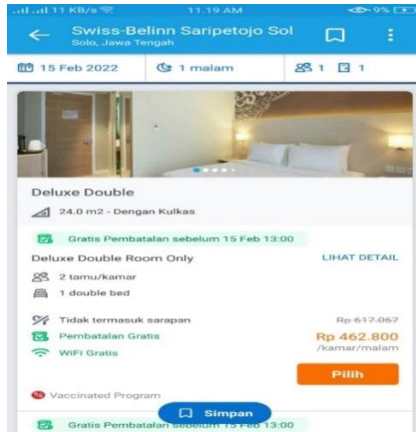 11 KB/s 11.19 AM 9%
Swiss-Belinn Saripetojo Sol
Solo, Jawa Tengah
15 Feb 2022 1 malam 1 1
Deluxe Double
24.0 m2 - Dengan Kulkas
Gratis Pembatalan sebelum 15 Feb 13:00
Deluxe Double Room Only LIHAT DETAIL
2 tamu/kamar
1 double bed
Tidak termasuk sarapan Rp 617.067
Pembatalan Gratis Rp 462.800
WiFi Gratis /kamar/malam
Pilih
Vaccinated Program
Simpan
Gratis Pembatalan sebelum 15 Feb 13:00